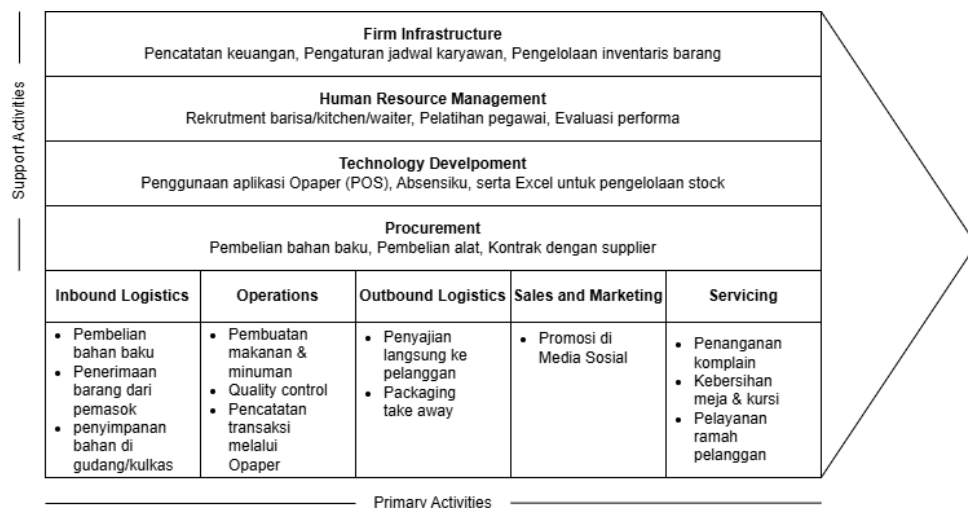 Firm Infrastructure
Pencatatan keuangan, Pengaturan jadwal karyawan, Pengelolaan inventaris barang
Human Resource Management
Rekrutment barisa/kitchen/waiter, Pelatihan pegawai, Evaluasi performa
Technology Develpoment
Penggunaan aplikasi Opaper (POS), Absensiku, serta Excel untuk pengelolaan stock
Procurement
Pembelian bahan baku, Pembelian alat, Kontrak dengan supplier
Support Activities
Inbound Logistics
• Pembelian
bahan baku
• Penerimaan
barang dari
pemasok
• penyimpanan
bahan di
gudang/kulkas
Operations
• Pembuatan
makanan &
minuman
• Quality control
• Pencatatan
transaksi
melalui
Opaper
Outbound Logistics
• Penyajian
langsung ke
pelanggan
• Packaging
take away
Sales and Marketing
• Promosi di
Media Sosial
Servicing
• Penanganan
komplain
• Kebersihan
meja & kursi
• Pelayanan
ramah
pelanggan
Primary Activities